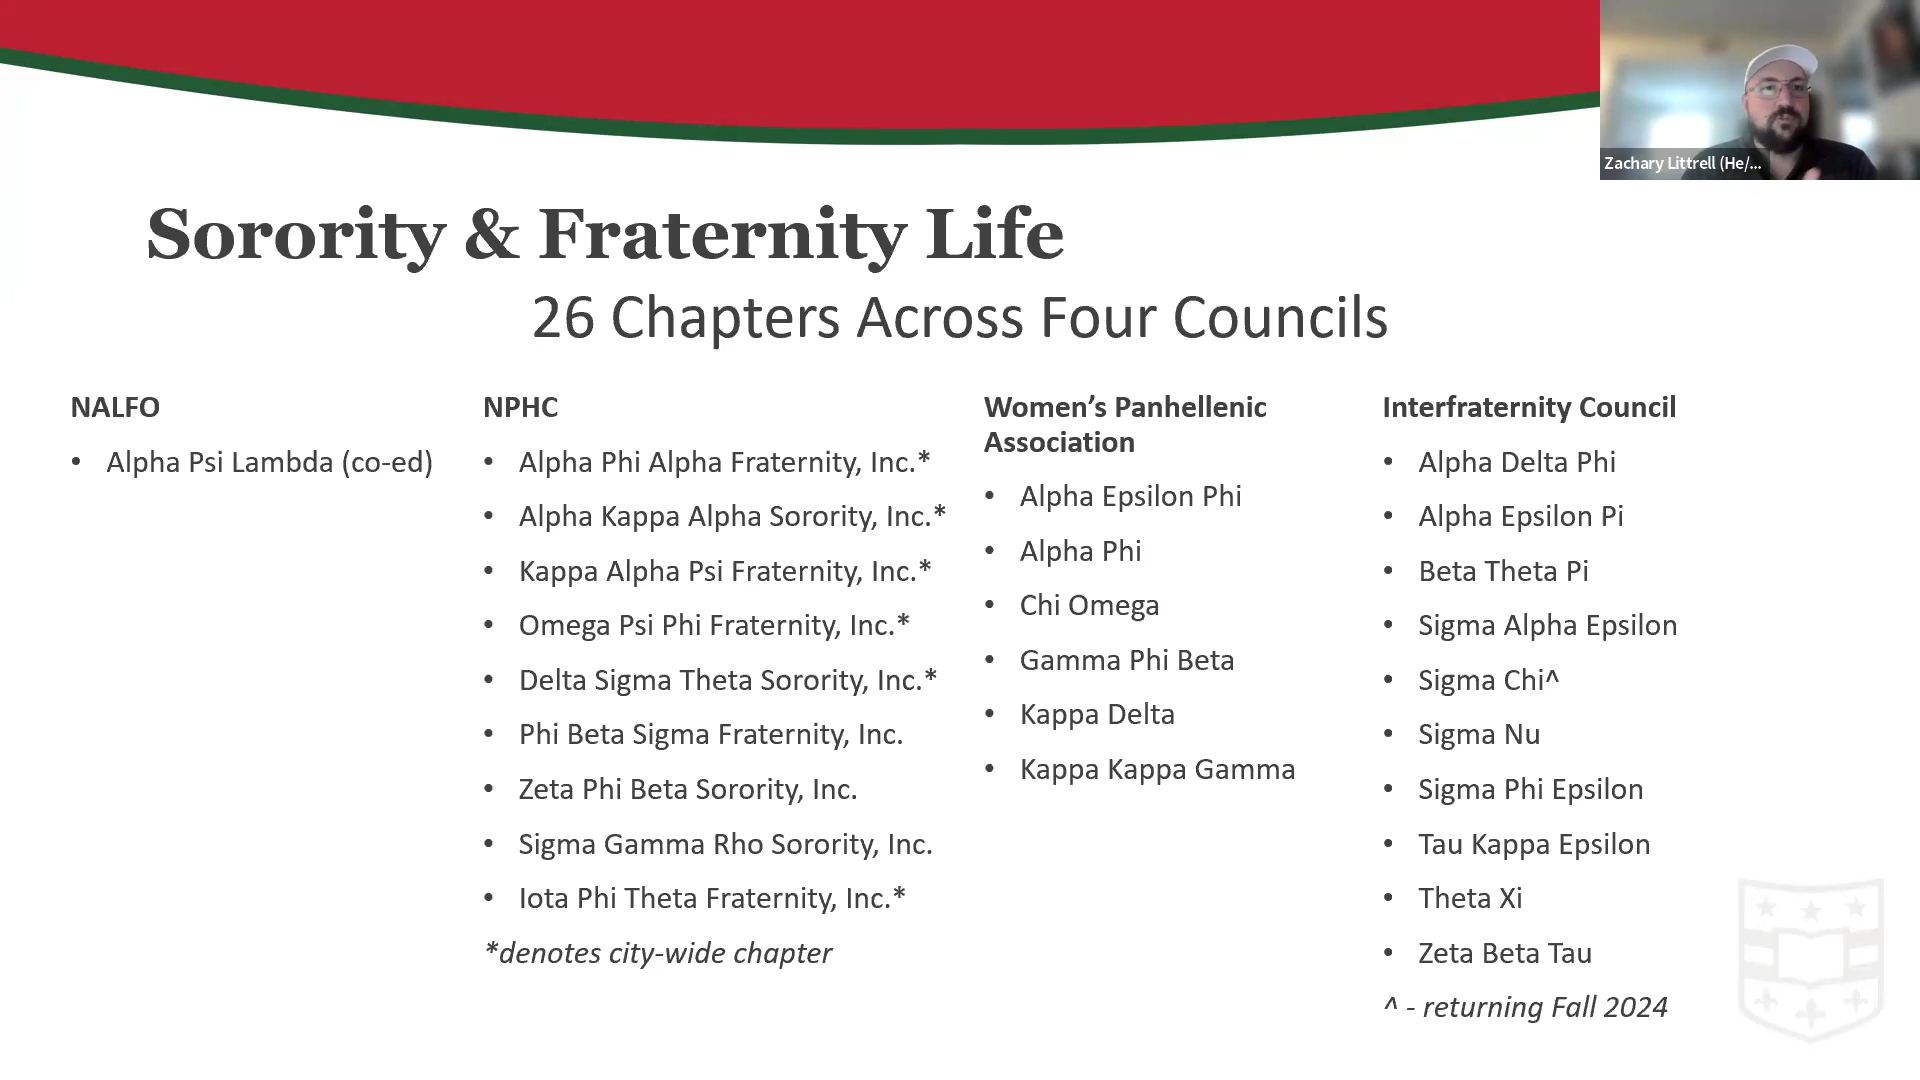 Zachary Littrell (He/...
Sorority & Fraternity Life
26 Chapters Across Four Councils
NALFO
• Alpha Psi Lambda (co-ed)
NPHC
• Alpha Phi Alpha Fraternity, Inc.*
• Alpha Kappa Alpha Sorority, Inc.*
• Kappa Alpha Psi Fraternity, Inc.*
• Omega Psi Phi Fraternity, Inc.*
• Delta Sigma Theta Sorority, Inc.*
• Phi Beta Sigma Fraternity, Inc.
• Zeta Phi Beta Sorority, Inc.
• Sigma Gamma Rho Sorority, Inc.
• Iota Phi Theta Fraternity, Inc.*
*denotes city-wide chapter
Women’s Panhellenic
Association
• Alpha Epsilon Phi
• Alpha Phi
• Chi Omega
• Gamma Phi Beta
• Kappa Delta
• Kappa Kappa Gamma
Interfraternity Council
• Alpha Delta Phi
• Alpha Epsilon Pi
• Beta Theta Pi
• Sigma Alpha Epsilon
• Sigma Chi^
• Sigma Nu
• Sigma Phi Epsilon
• Tau Kappa Epsilon
• Theta Xi
• Zeta Beta Tau
^ - returning Fall 2024